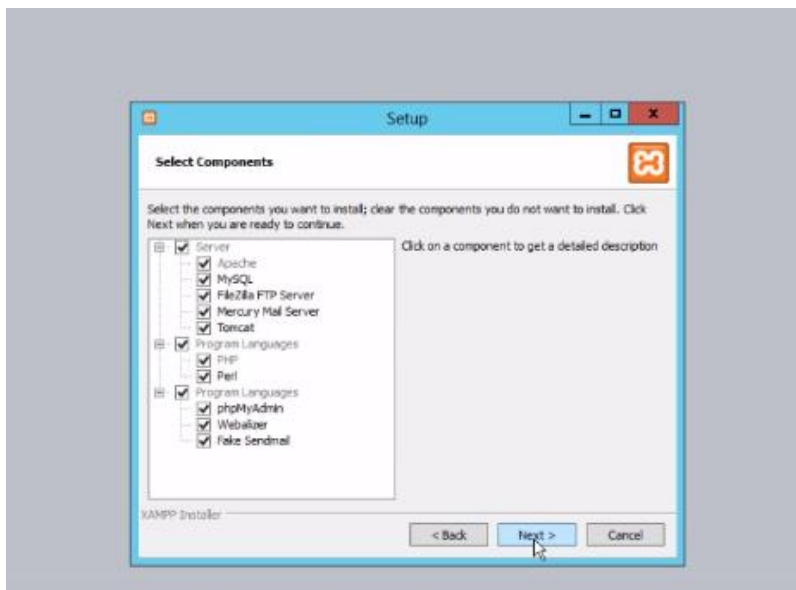 Setup
Select Components
Select the components you want to install; clear the components you do not want to install. Click
Next when you are ready to continue.
Server
Apache
MySQL
FileZilla FTP Server
Mercury Mail Server
Tomcat
Program Languages
PHP
Perl
Program Languages
phpMyAdmin
Webalizer
Fake Sendmail
Click on a component to get a detailed description
XAMPP Installer
< Back
Next >
Cancel